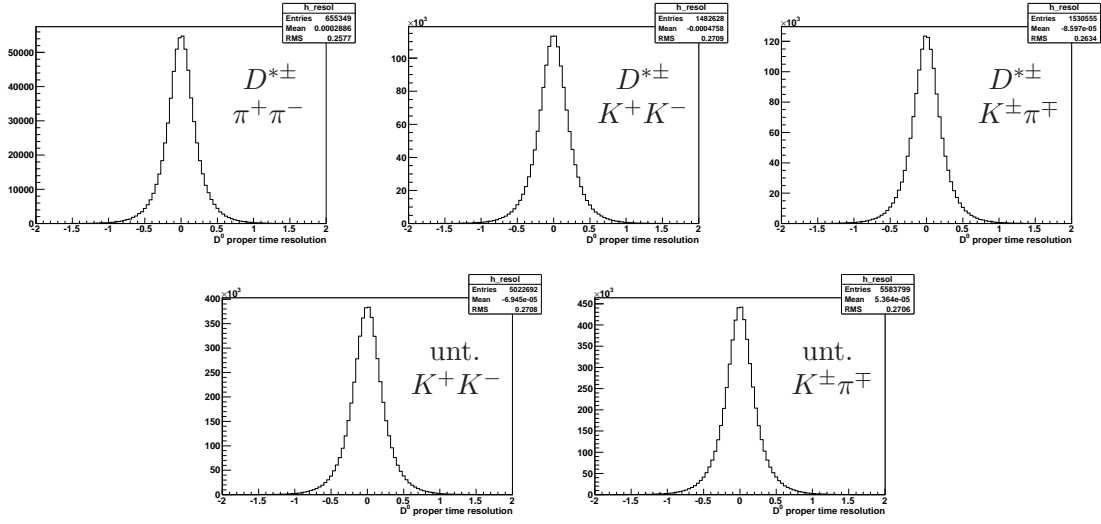 h_resol
Entries 655349
Mean 0.0002886
RMS 0.2577
50000
40000
30000
20000
10000
0
-2 -1.5 -1 -0.5 0 0.5 1 1.5 2
D⁰ proper time resolution
D*±
π⁺π⁻
h_resol
Entries 1482628
Mean -0.0004758
RMS 0.2709
×10³
100
80
60
40
20
0
-2 -1.5 -1 -0.5 0 0.5 1 1.5 2
D⁰ proper time resolution
D*±
K⁺K⁻
h_resol
Entries 1530555
Mean -8.597e-05
RMS 0.2634
×10³
120
100
80
60
40
20
0
-2 -1.5 -1 -0.5 0 0.5 1 1.5 2
D⁰ proper time resolution
D*±
K±π∓
h_resol
Entries 5022692
Mean -6.945e-05
RMS 0.2708
×10³
400
350
300
250
200
150
100
50
0
-2 -1.5 -1 -0.5 0 0.5 1 1.5 2
D⁰ proper time resolution
unt.
K⁺K⁻
h_resol
Entries 5583799
Mean 5.364e-05
RMS 0.2706
×10³
450
400
350
300
250
200
150
100
50
0
-2 -1.5 -1 -0.5 0 0.5 1 1.5 2
D⁰ proper time resolution
unt.
K±π∓